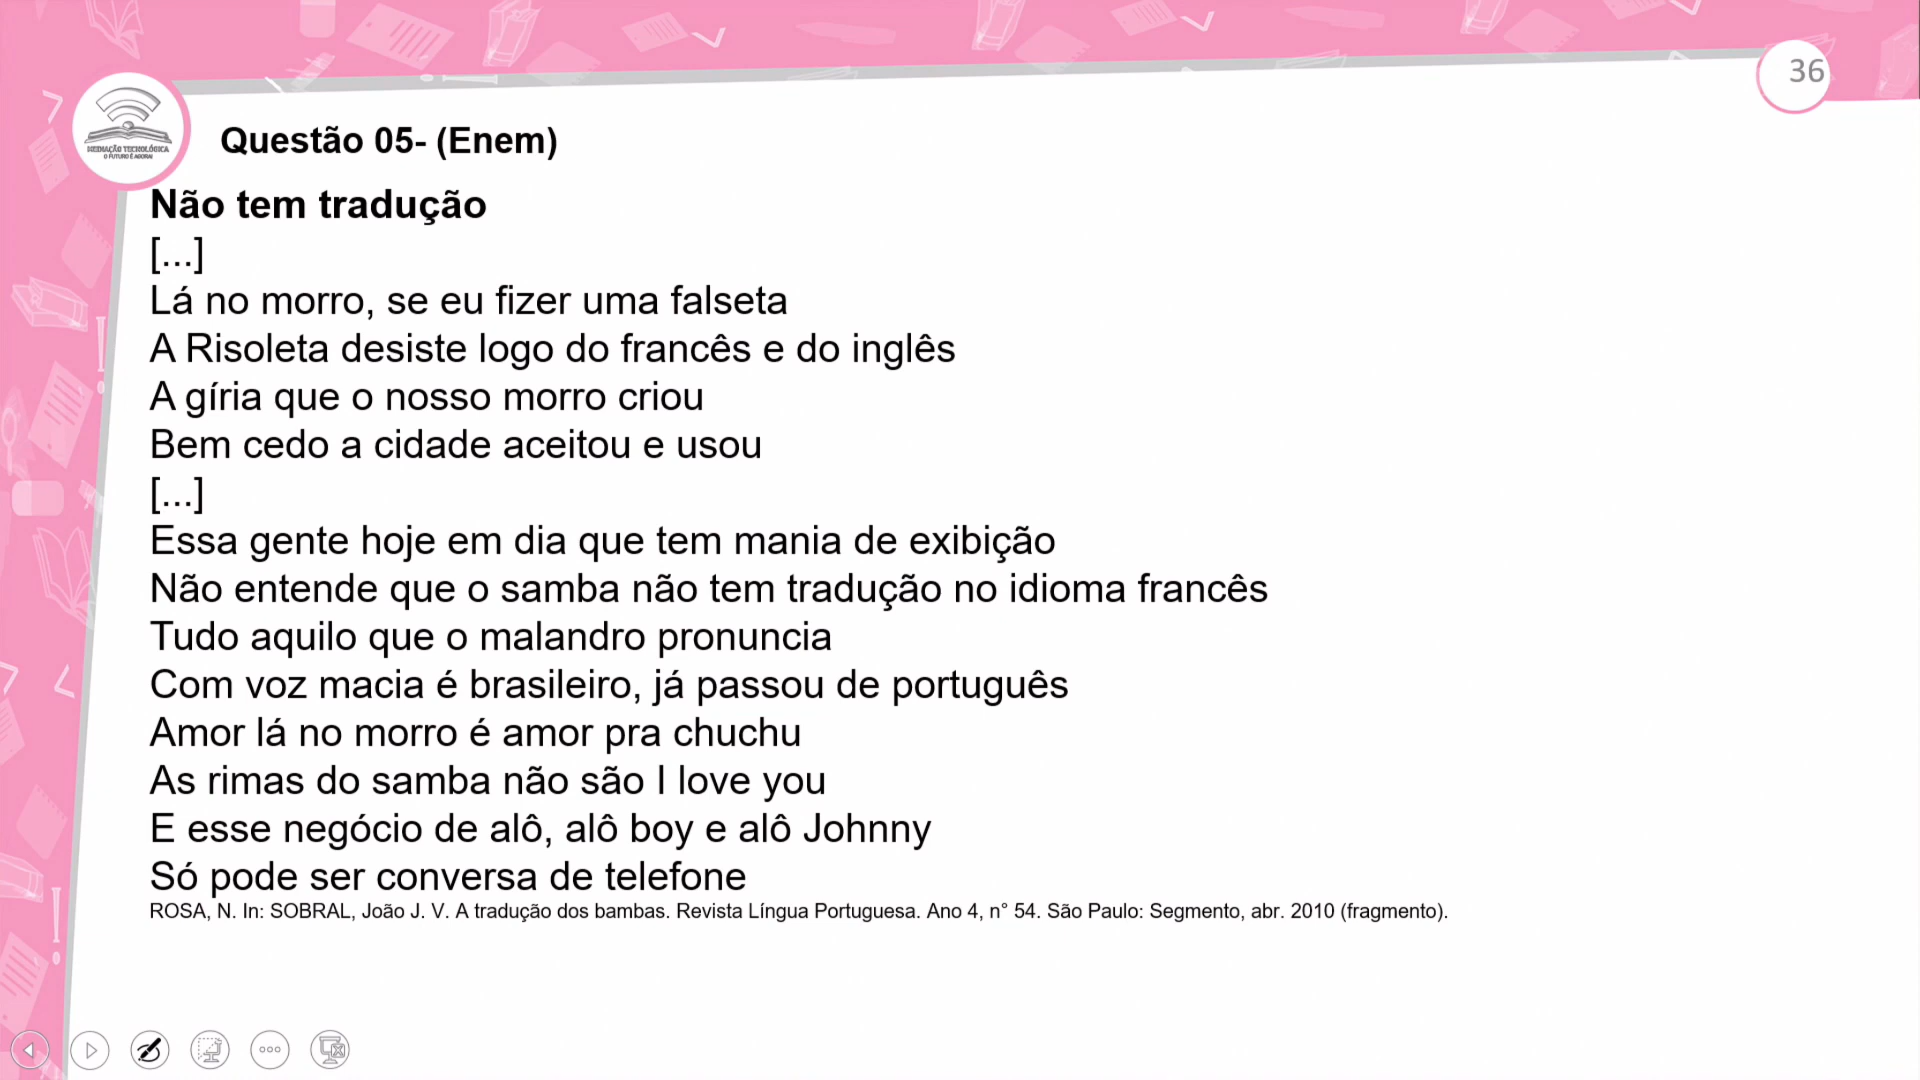 36
MEDIAÇÃO TECNOLÓGICA
O FUTURO É AGORA!
Questão 05- (Enem)
Não tem tradução
[...]
Lá no morro, se eu fizer uma falseta
A Risoleta desiste logo do francês e do inglês
A gíria que o nosso morro criou
Bem cedo a cidade aceitou e usou
[...]
Essa gente hoje em dia que tem mania de exibição
Não entende que o samba não tem tradução no idioma francês
Tudo aquilo que o malandro pronuncia
Com voz macia é brasileiro, já passou de português
Amor lá no morro é amor pra chuchu
As rimas do samba não são I love you
E esse negócio de alô, alô boy e alô Johnny
Só pode ser conversa de telefone
ROSA, N. In: SOBRAL, João J. V. A tradução dos bambas. Revista Língua Portuguesa. Ano 4, n° 54. São Paulo: Segmento, abr. 2010 (fragmento).